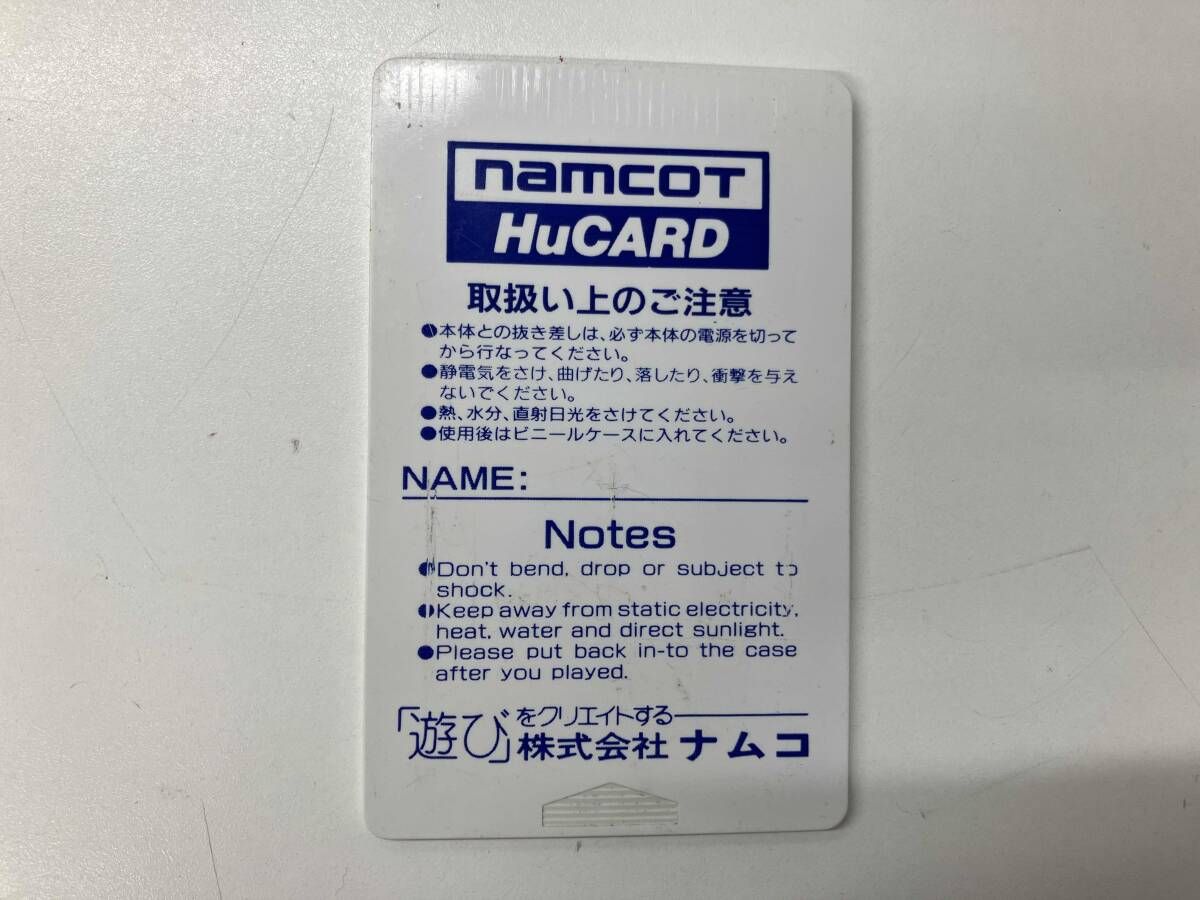 namcoT
HuCARD
取扱い上のご注意
●本体との抜き差しは、必ず本体の電源を切って
から行なってください。
●静電気をさけ、曲げたり、落したり、衝撃を与え
ないでください。
●熱、水分、直射日光をさけてください。
●使用後はビニールケースに入れてください。
NAME:
Notes
●Don't bend, drop or subject to
shock.
●Keep away from static electricity,
heat, water and direct sunlight.
●Please put back in-to the case
after you played.
「遊び」をクリエイトする
株式会社 ナムコ